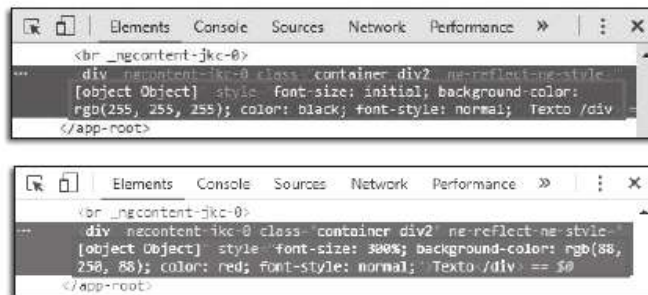 Elements Console Sources Network Performance »
<br _ngcontent-jkc-0>
div _ngcontent-jkc-0 class="container div2" ng-reflect-ng-style="
[object Object]" style="font-size: initial; background-color:
rgb(255, 255, 255); color: black; font-style: normal;" Texto /div =
</app-root>
Elements Console Sources Network Performance »
<br _ngcontent-jkc-0>
div _ngcontent-jkc-0 class="container div2" ng-reflect-ng-style="
[object Object]" style="font-size: 300%; background-color: rgb(88,
250, 88); color: red; font-style: normal;">Texto</div> == $0
</app-root>